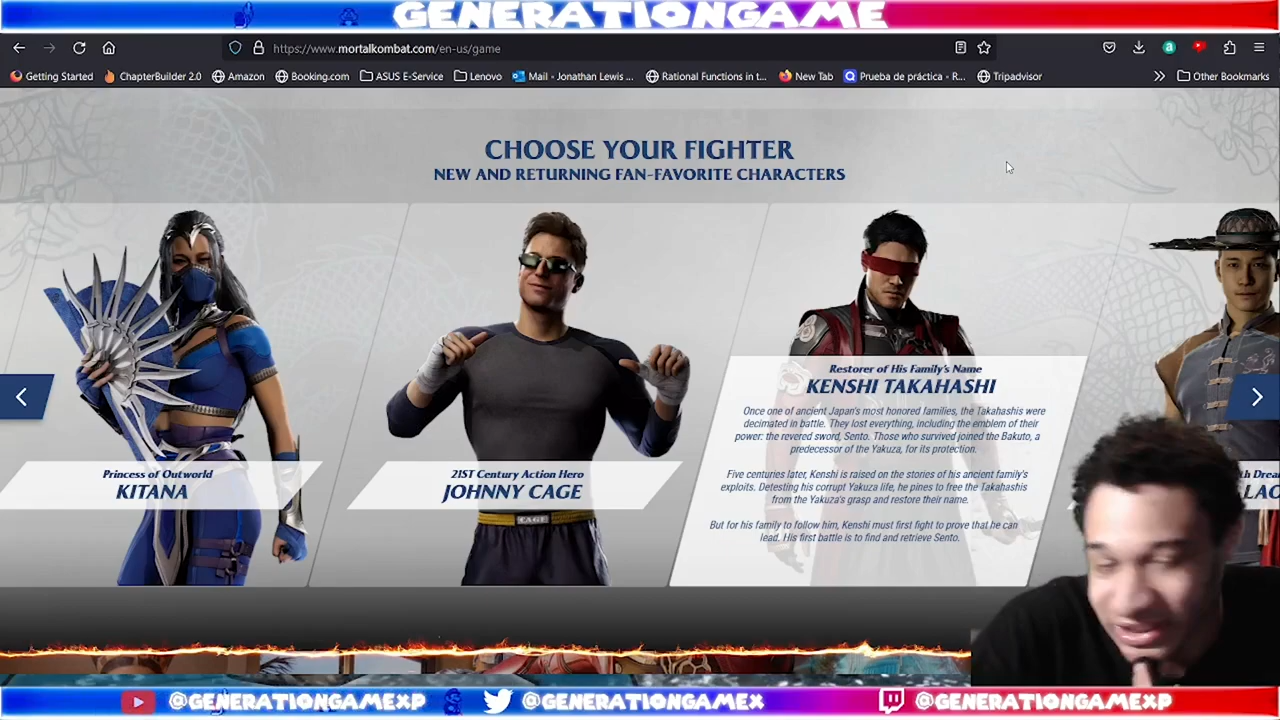 GENERATIONGAME
https://www.mortalkombat.com/en-us/game
Getting Started
ChapterBuilder 2.0
Amazon
Booking.com
ASUS E-Service
Lenovo
Mail - Jonathan Lewis ...
Rational Functions in t...
New Tab
Prueba de práctica - R...
Tripadvisor
Other Bookmarks
CHOOSE YOUR FIGHTER
NEW AND RETURNING FAN-FAVORITE CHARACTERS
Princess of Outworld
KITANA
21ST Century Action Hero
JOHNNY CAGE
CAGE
Restorer of His Family's Name
KENSHI TAKAHASHI
Once one of ancient Japan's most honored families, the Takahashis were
decimated in battle. They lost everything, including the emblem of their
power: the revered sword, Sento. Those who survived joined the Bakuto, a
predecessor of the Yakuza, for its protection.
Five centuries later, Kenshi is raised on the stories of his ancient family's
exploits. Detesting his corrupt Yakuza life, he pines to free the Takahashis
from the Yakuza's grasp and restore their name.
But for his family to follow him, Kenshi must first fight to prove that he can
lead. His first battle is to find and retrieve Sento.
@GENERATIONGAMEXP
@GENERATIONGAMEX
@GENERATIONGAMEXP